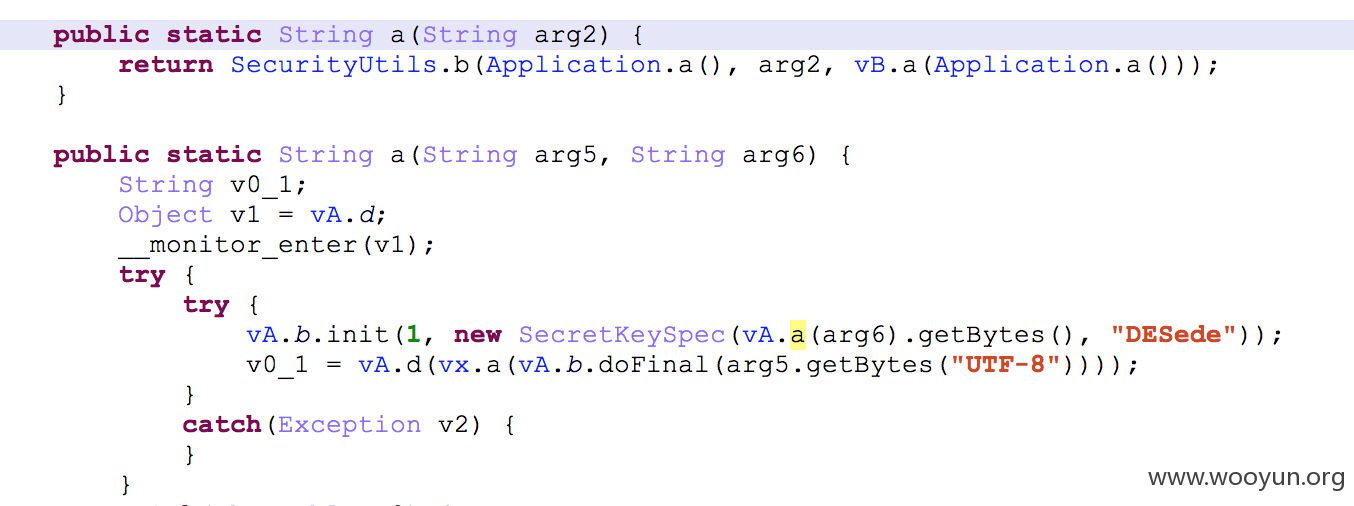 public static String a(String arg2) {
return SecurityUtils.b(Application.a(), arg2, vB.a(Application.a()));
}
public static String a(String arg5, String arg6) {
String v0_1;
Object v1 = vA.d;
__monitor_enter(v1);
try {
try {
vA.b.init(1, new SecretKeySpec(vA.a(arg6).getBytes(), "DESede"));
v0_1 = vA.d(vx.a(vA.b.doFinal(arg5.getBytes("UTF-8"))));
}
catch(Exception v2) {
}
}
www.wooyun.org